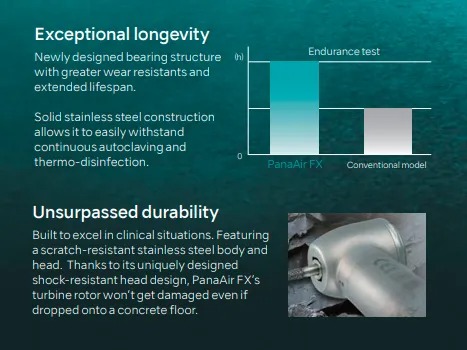 Exceptional longevity
Newly designed bearing structure
with greater wear resistants and
extended lifespan.
Solid stainless steel construction
allows it to easily withstand
continuous autoclaving and
thermo-disinfection.
(h)
Endurance test
0
PanaAir FX
Conventional model
Unsurpassed durability
Built to excel in clinical situations. Featuring
a scratch-resistant stainless steel body and
head. Thanks to its uniquely designed
shock-resistant head design, PanaAir FX's
turbine rotor won't get damaged even if
dropped onto a concrete floor.